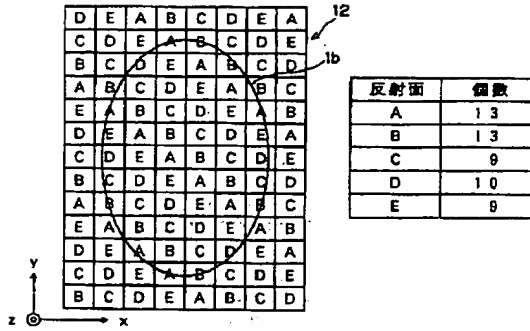 D E A B C D E A
C D E A B C D E
B C D E A B C D
A B C D E A B C
E A B C D E A B
D E A B C D E A
C D E A B C D E
B C D E A B C D
A B C D E A B C
E A B C D E A B
D E A B C D E A
C D E A B C D E
B C D E A B C D
12
1b
反射面 個数
A 13
B 13
C 9
D 10
E 9
y
z x